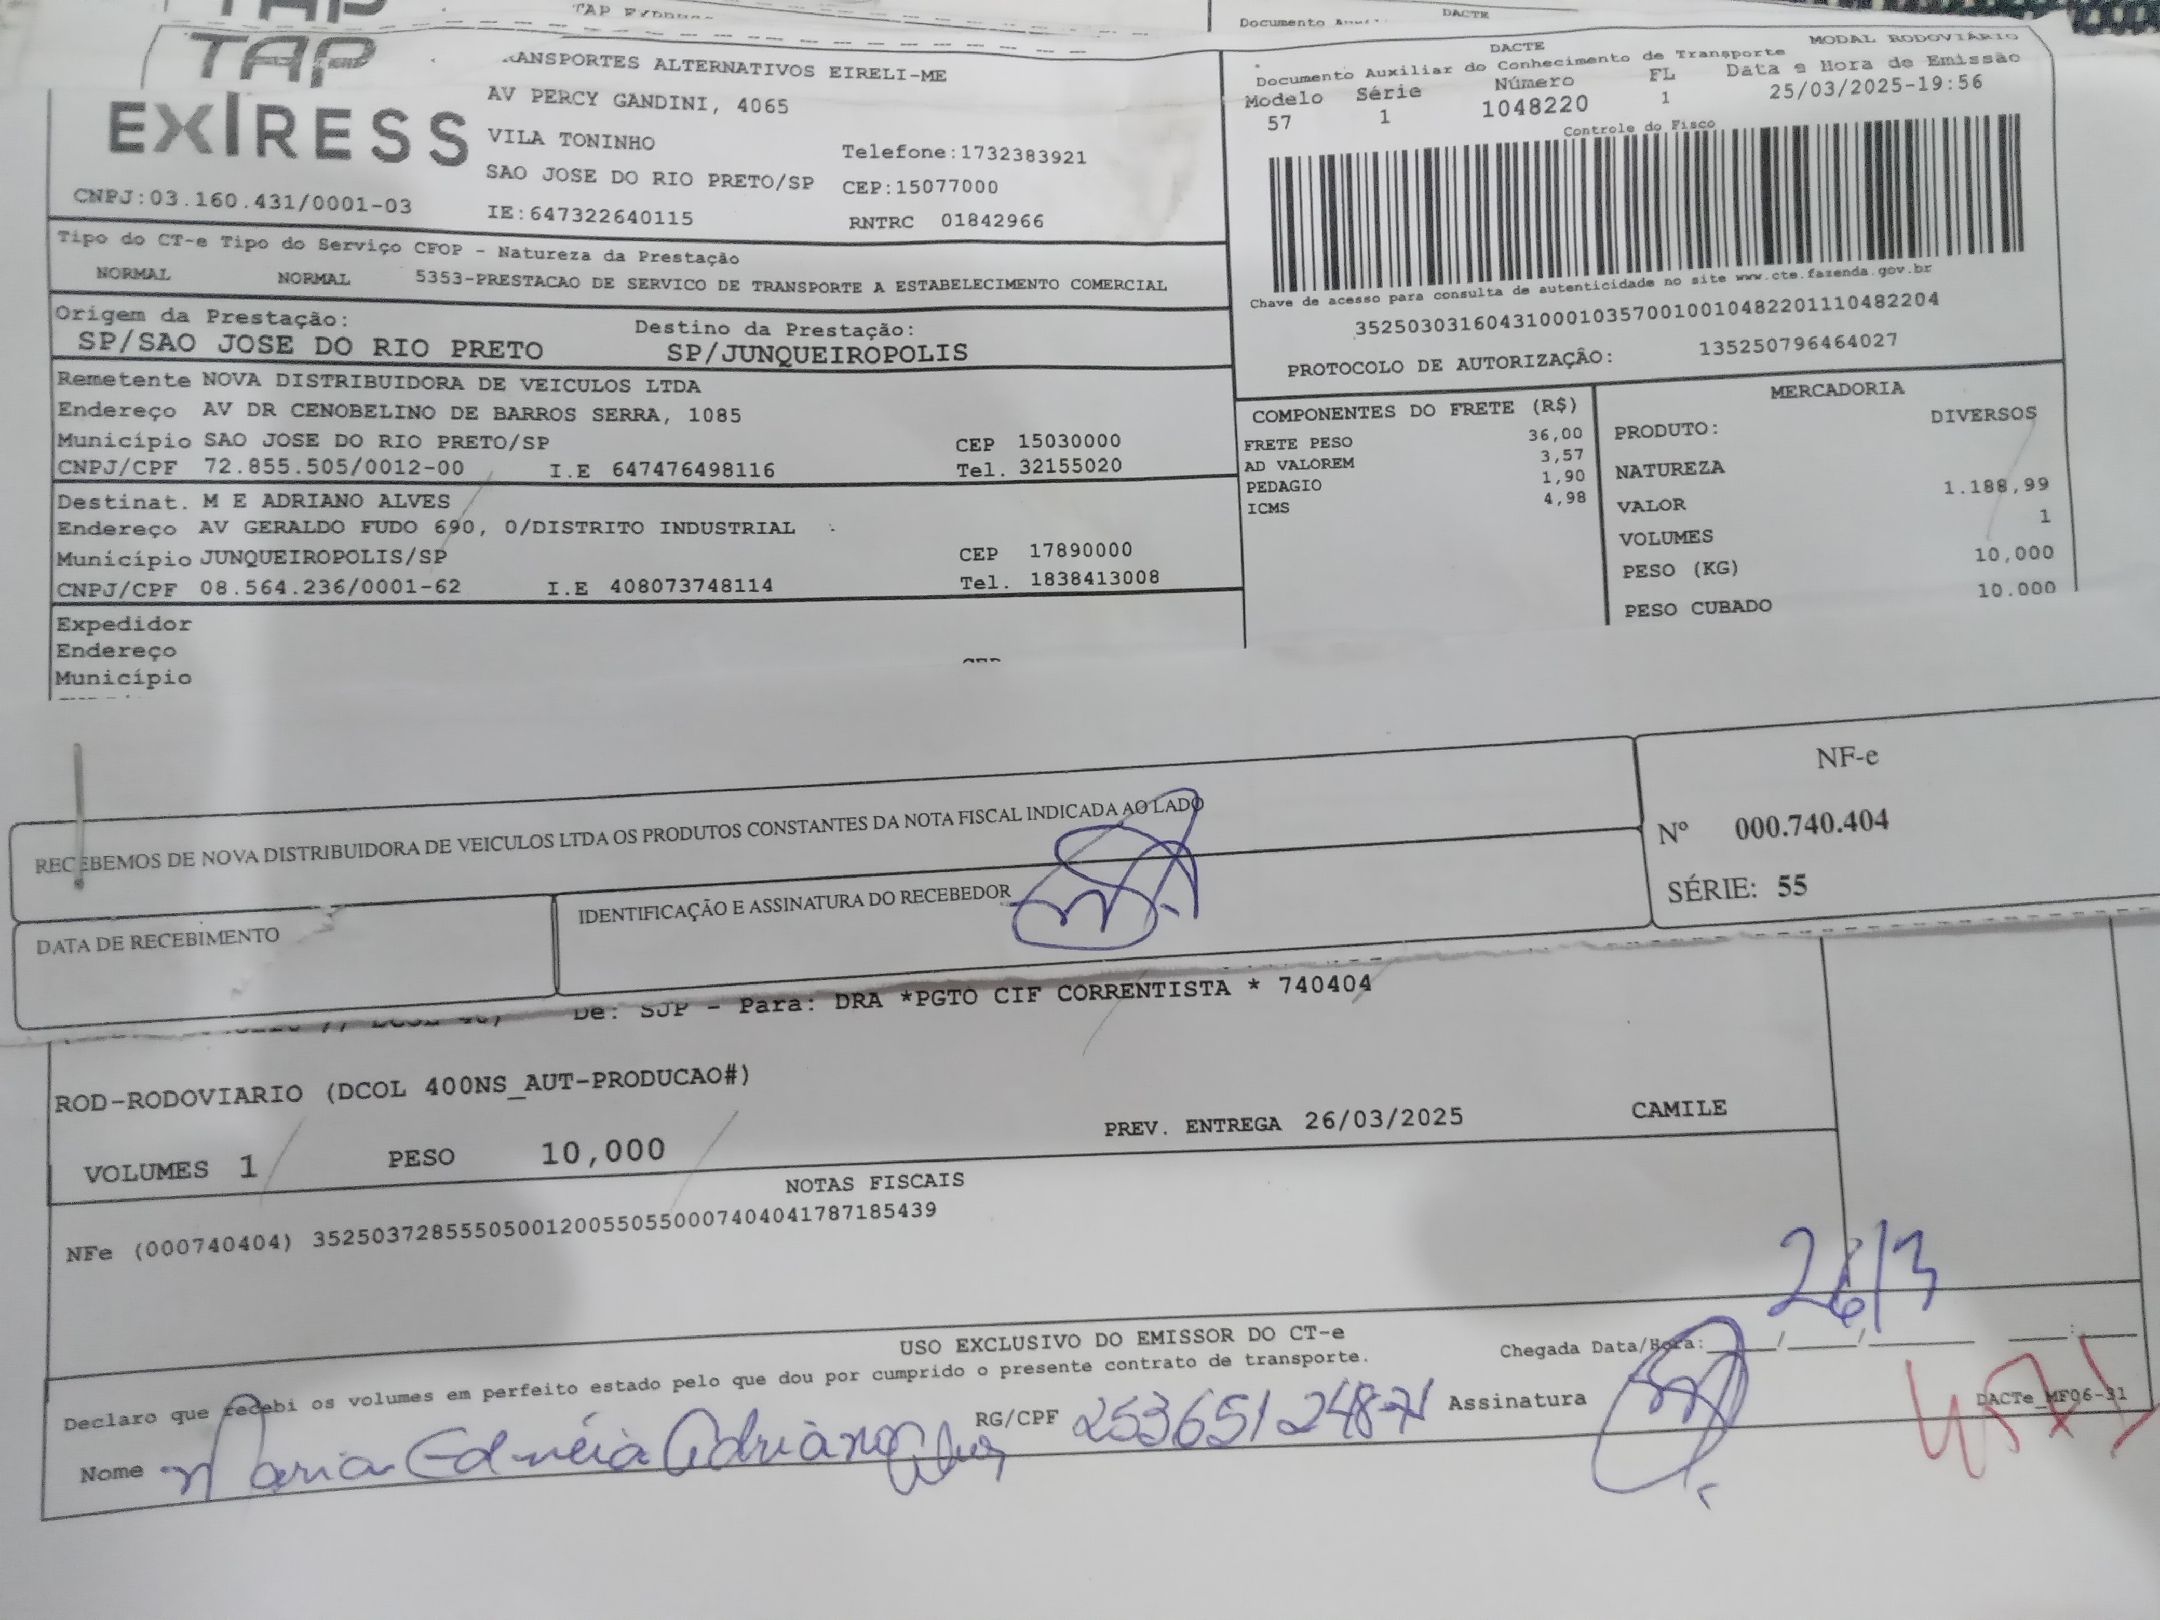 TAP Express
Documento
DACTE
TAP
EXPRESS
TRANSPORTES ALTERNATIVOS EIRELI-ME
AV PERCY GANDINI, 4065
VILA TONINHO
Telefone:1732383921
SAO JOSE DO RIO PRETO/SP CEP:15077000
CNPJ:03.160.431/0001-03
IE:647322640115 RNTRC 01842966
DACTE MODAL RODOVIÁRIO
Documento Auxiliar do Conhecimento de Transporte
Modelo Série Número FL Data e Hora de Emissão
57 1 1048220 1 25/03/2025-19:56
Controle do Fisco
Chave de acesso para consulta de autenticidade no site www.cte.fazenda.gov.br
35250303160431000103570010010482201110482204
PROTOCOLO DE AUTORIZAÇÃO: 135250796464027
Tipo do CT-e Tipo do Serviço CFOP - Natureza da Prestação
NORMAL NORMAL 5353-PRESTACAO DE SERVICO DE TRANSPORTE A ESTABELECIMENTO COMERCIAL
Origem da Prestação: Destino da Prestação:
SP/SAO JOSE DO RIO PRETO SP/JUNQUEIROPOLIS
Remetente NOVA DISTRIBUIDORA DE VEICULOS LTDA
Endereço AV DR CENOBELINO DE BARROS SERRA, 1085
Município SAO JOSE DO RIO PRETO/SP CEP 15030000
CNPJ/CPF 72.855.505/0012-00 I.E 647476498116 Tel. 32155020
Destinat. M E ADRIANO ALVES
Endereço AV GERALDO FUDO 690, 0/DISTRITO INDUSTRIAL
Município JUNQUEIROPOLIS/SP CEP 17890000
CNPJ/CPF 08.564.236/0001-62 I.E 408073748114 Tel. 1838413008
Expedidor
Endereço
Município
COMPONENTES DO FRETE (R$)
FRETE PESO 36,00
AD VALOREM 3,57
PEDAGIO 1,90
ICMS 4,98
MERCADORIA
PRODUTO: DIVERSOS
NATUREZA
VALOR 1.188,99
VOLUMES 1
PESO (KG) 10,000
PESO CUBADO 10.000
RECEBEMOS DE NOVA DISTRIBUIDORA DE VEICULOS LTDA OS PRODUTOS CONSTANTES DA NOTA FISCAL INDICADA AO LADO
DATA DE RECEBIMENTO
IDENTIFICAÇÃO E ASSINATURA DO RECEBEDOR
NF-e
Nº 000.740.404
SÉRIE: 55
De: SJP - Para: DRA *PGTO CIF CORRENTISTA * 740404
ROD-RODOVIARIO (DCOL 400NS_AUT-PRODUCAO#)
VOLUMES 1 PESO 10,000 PREV. ENTREGA 26/03/2025 CAMILE
NOTAS FISCAIS
NFe (000740404) 35250372855505001200550550007404041787185439
26/3
USO EXCLUSIVO DO EMISSOR DO CT-e
Declaro que recebi os volumes em perfeito estado pelo que dou por cumprido o presente contrato de transporte. Chegada Data/Hora:
Nome Maria Ednéia Adriano Alves RG/CPF 253651248-71 Assinatura
DACTe_MF06-31